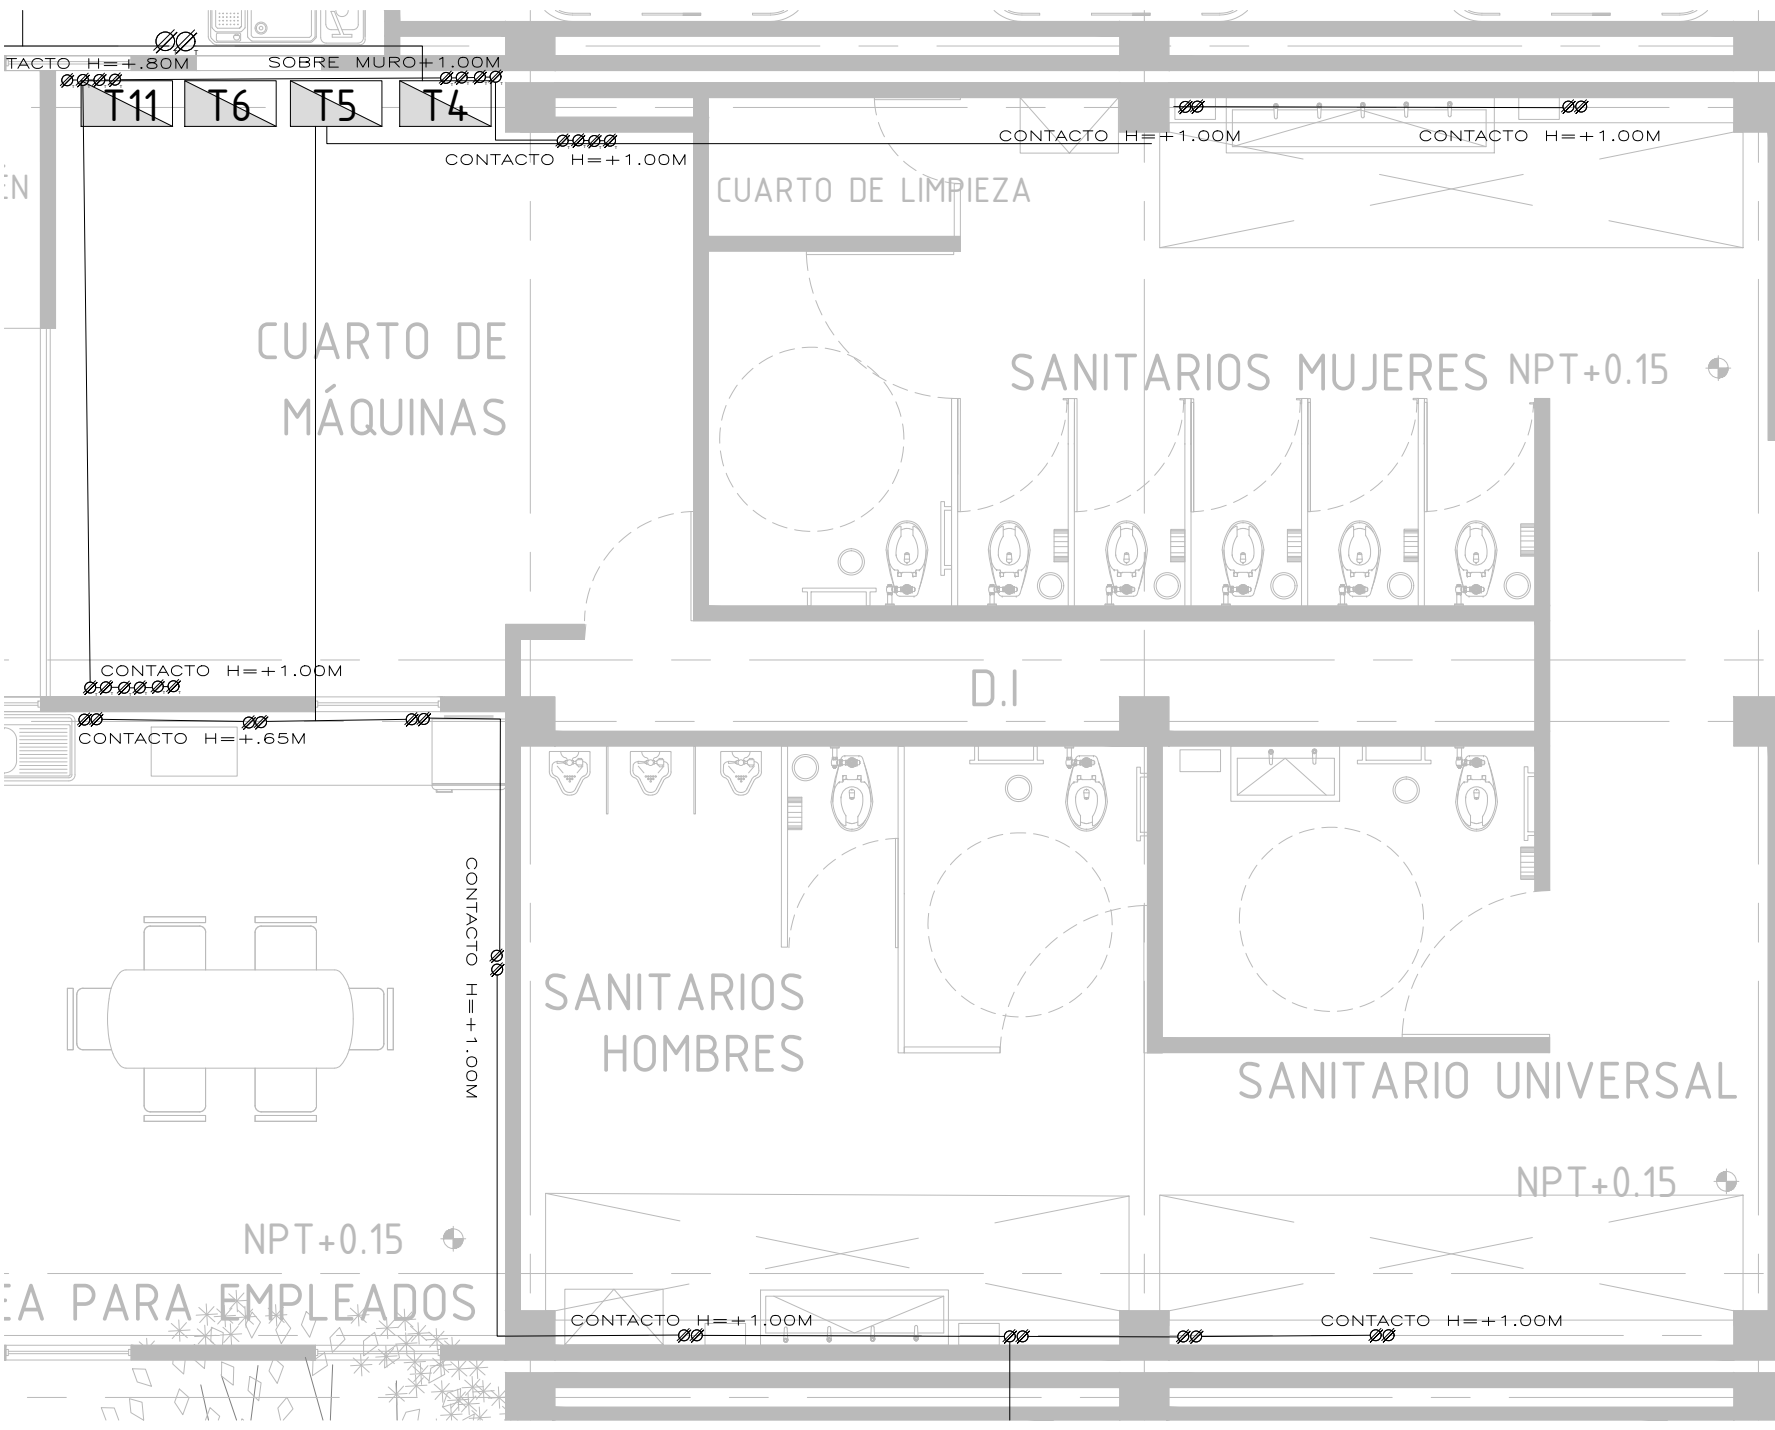 TACTO H=+.80M
SOBRE MURO+1.00M
T11
T6
T5
T4
CONTACTO H=+1.00M
CONTACTO H=+1.00M
CONTACTO H=+1.00M
ÉN
CUARTO DE LIMPIEZA
CUARTO DE
MÁQUINAS
SANITARIOS MUJERES
NPT+0.15
CONTACTO H=+1.00M
D.I
CONTACTO H=+.65M
CONTACTO H=+1.00M
SANITARIOS
HOMBRES
SANITARIO UNIVERSAL
NPT+0.15
NPT+0.15
EA PARA EMPLEADOS
CONTACTO H=+1.00M
CONTACTO H=+1.00M